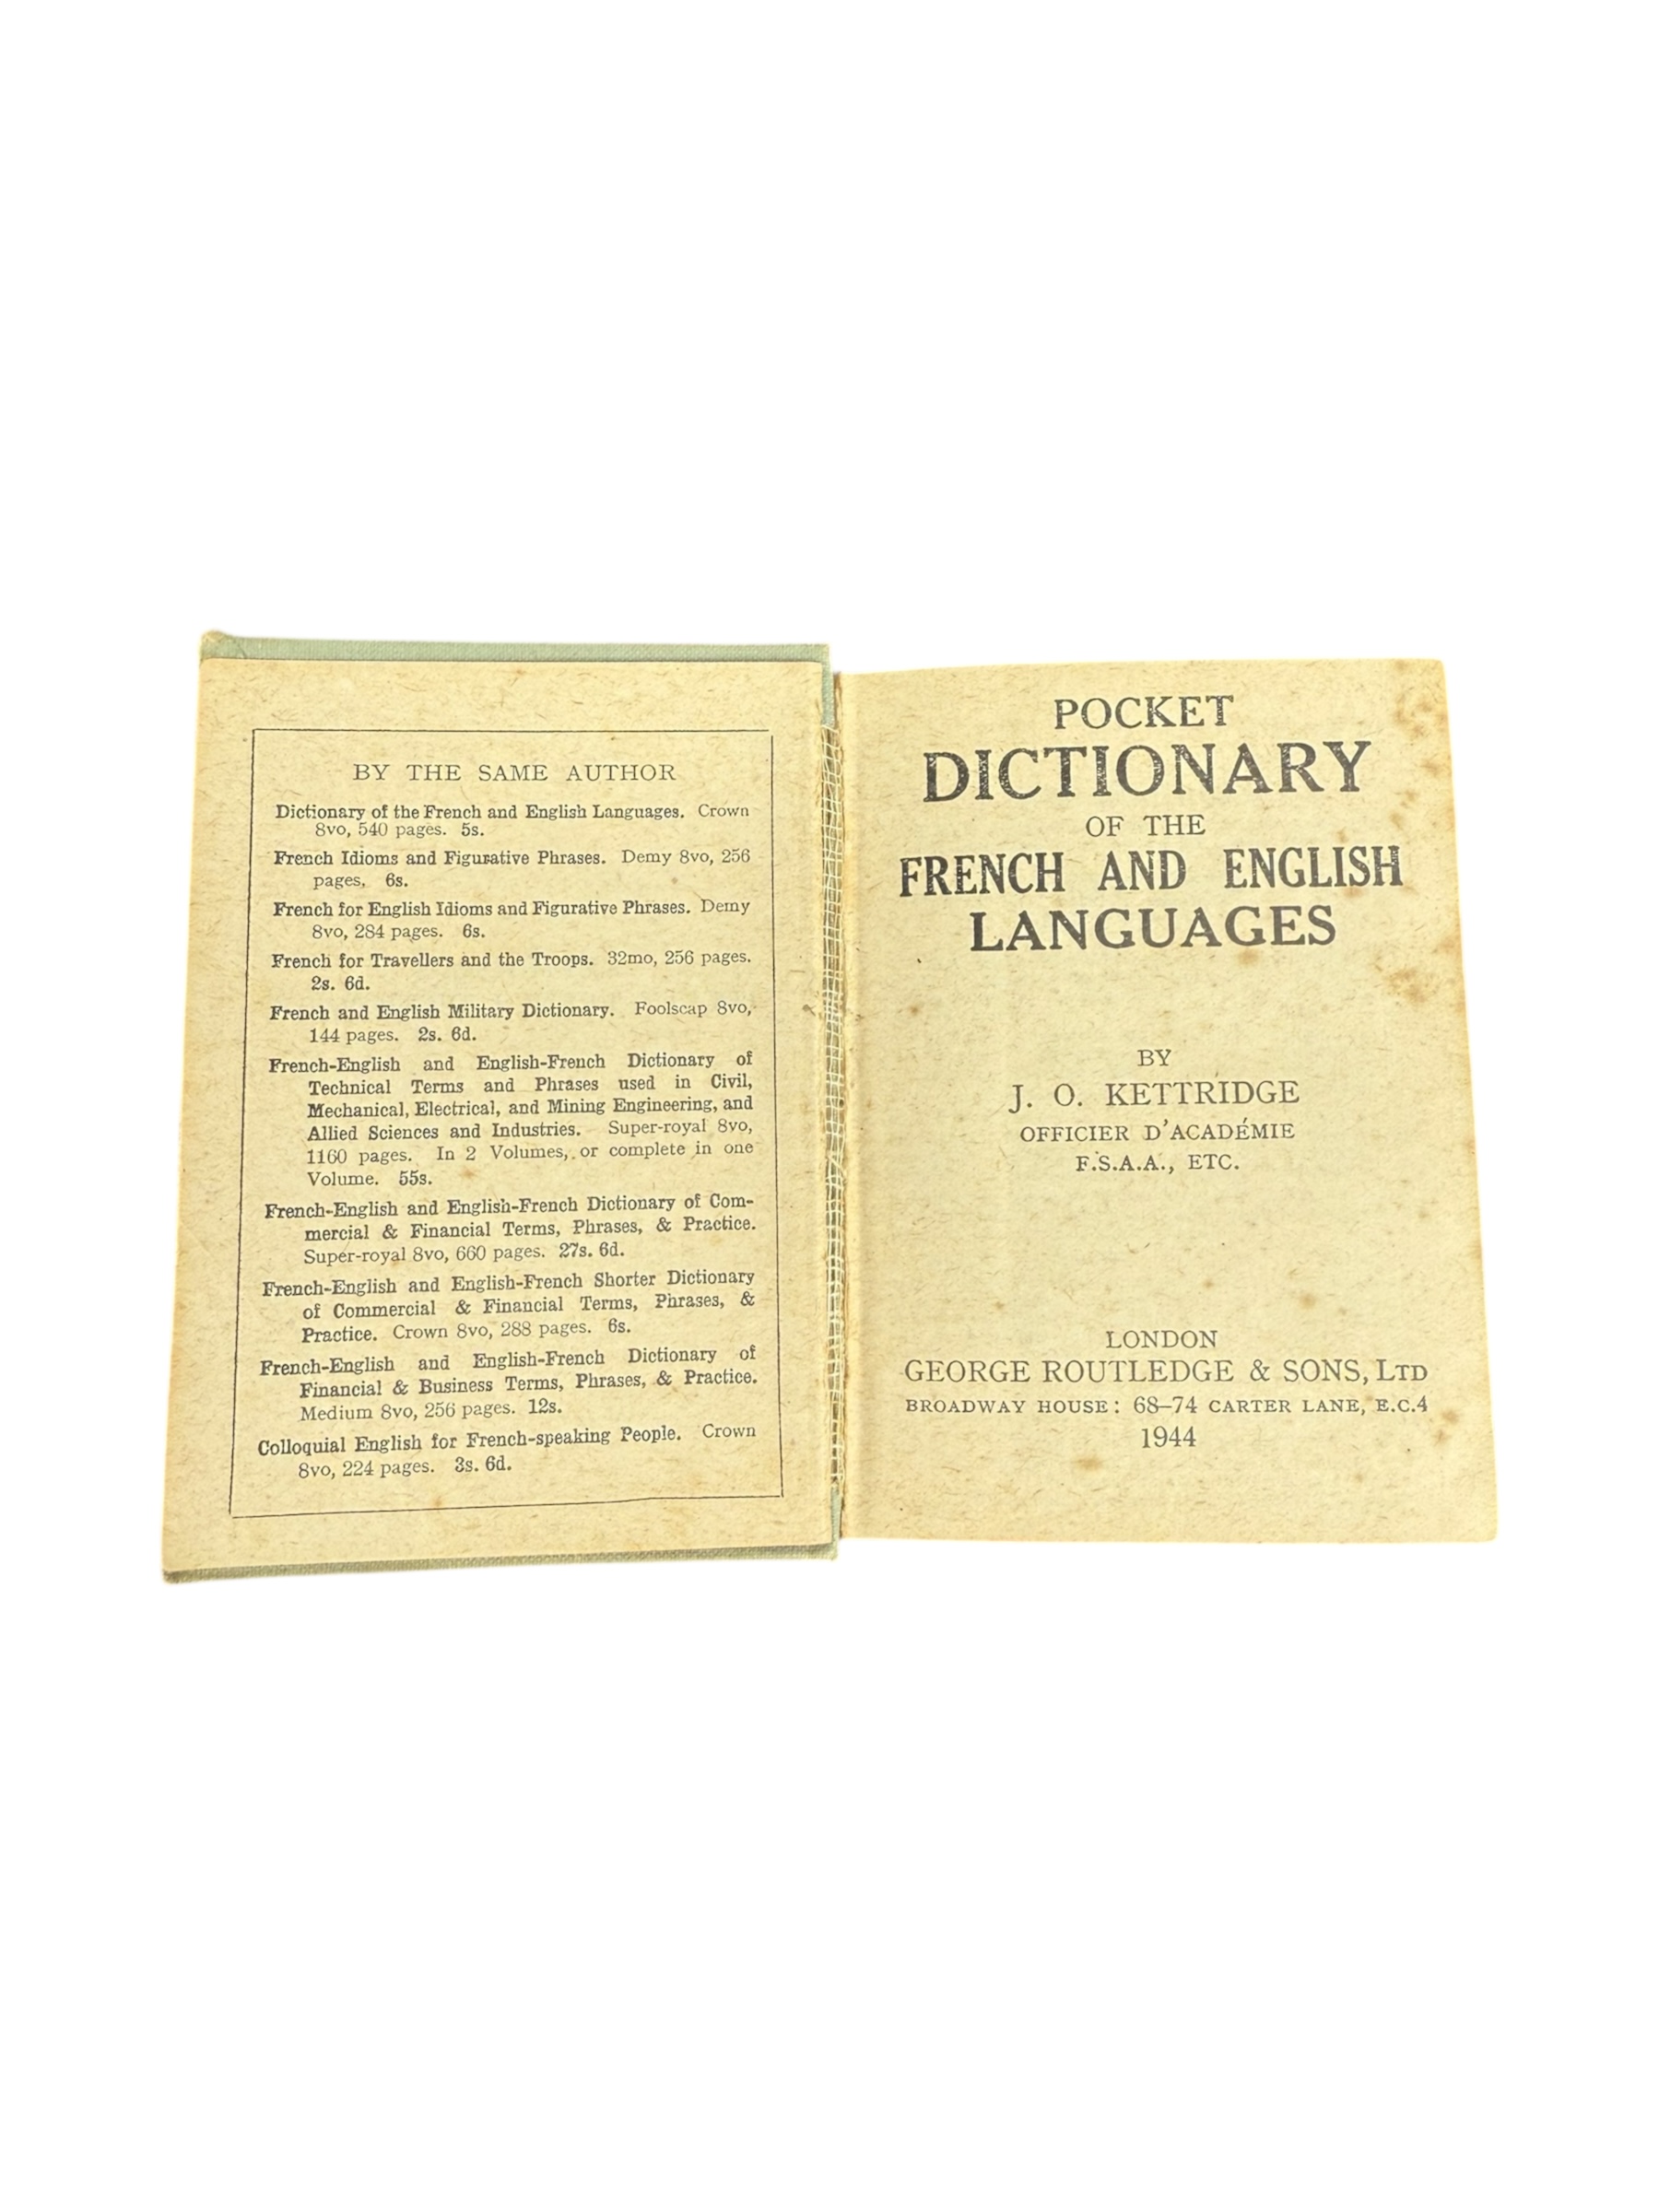 BY THE SAME AUTHOR
Dictionary of the French and English Languages. Crown
8vo, 540 pages. 5s.
French Idioms and Figurative Phrases. Demy 8vo, 256
pages. 6s.
French for English Idioms and Figurative Phrases. Demy
8vo, 284 pages. 6s.
French for Travellers and the Troops. 32mo, 256 pages.
2s. 6d.
French and English Military Dictionary. Foolscap 8vo,
144 pages. 2s. 6d.
French-English and English-French Dictionary of
Technical Terms and Phrases used in Civil,
Mechanical, Electrical, and Mining Engineering, and
Allied Sciences and Industries. Super-royal 8vo,
1160 pages. In 2 Volumes, or complete in one
Volume. 55s.
French-English and English-French Dictionary of Com-
mercial & Financial Terms, Phrases, & Practice.
Super-royal 8vo, 660 pages. 27s. 6d.
French-English and English-French Shorter Dictionary
of Commercial & Financial Terms, Phrases, &
Practice. Crown 8vo, 288 pages. 6s.
French-English and English-French Dictionary of
Financial & Business Terms, Phrases, & Practice.
Medium 8vo, 256 pages. 12s.
Colloquial English for French-speaking People. Crown
8vo, 224 pages. 3s. 6d.
POCKET
DICTIONARY
OF THE
FRENCH AND ENGLISH
LANGUAGES
BY
J. O. KETTRIDGE
OFFICIER D'ACADÉMIE
F.S.A.A., ETC.
LONDON
GEORGE ROUTLEDGE & SONS, LTD
BROADWAY HOUSE: 68–74 CARTER LANE, E.C.4
1944